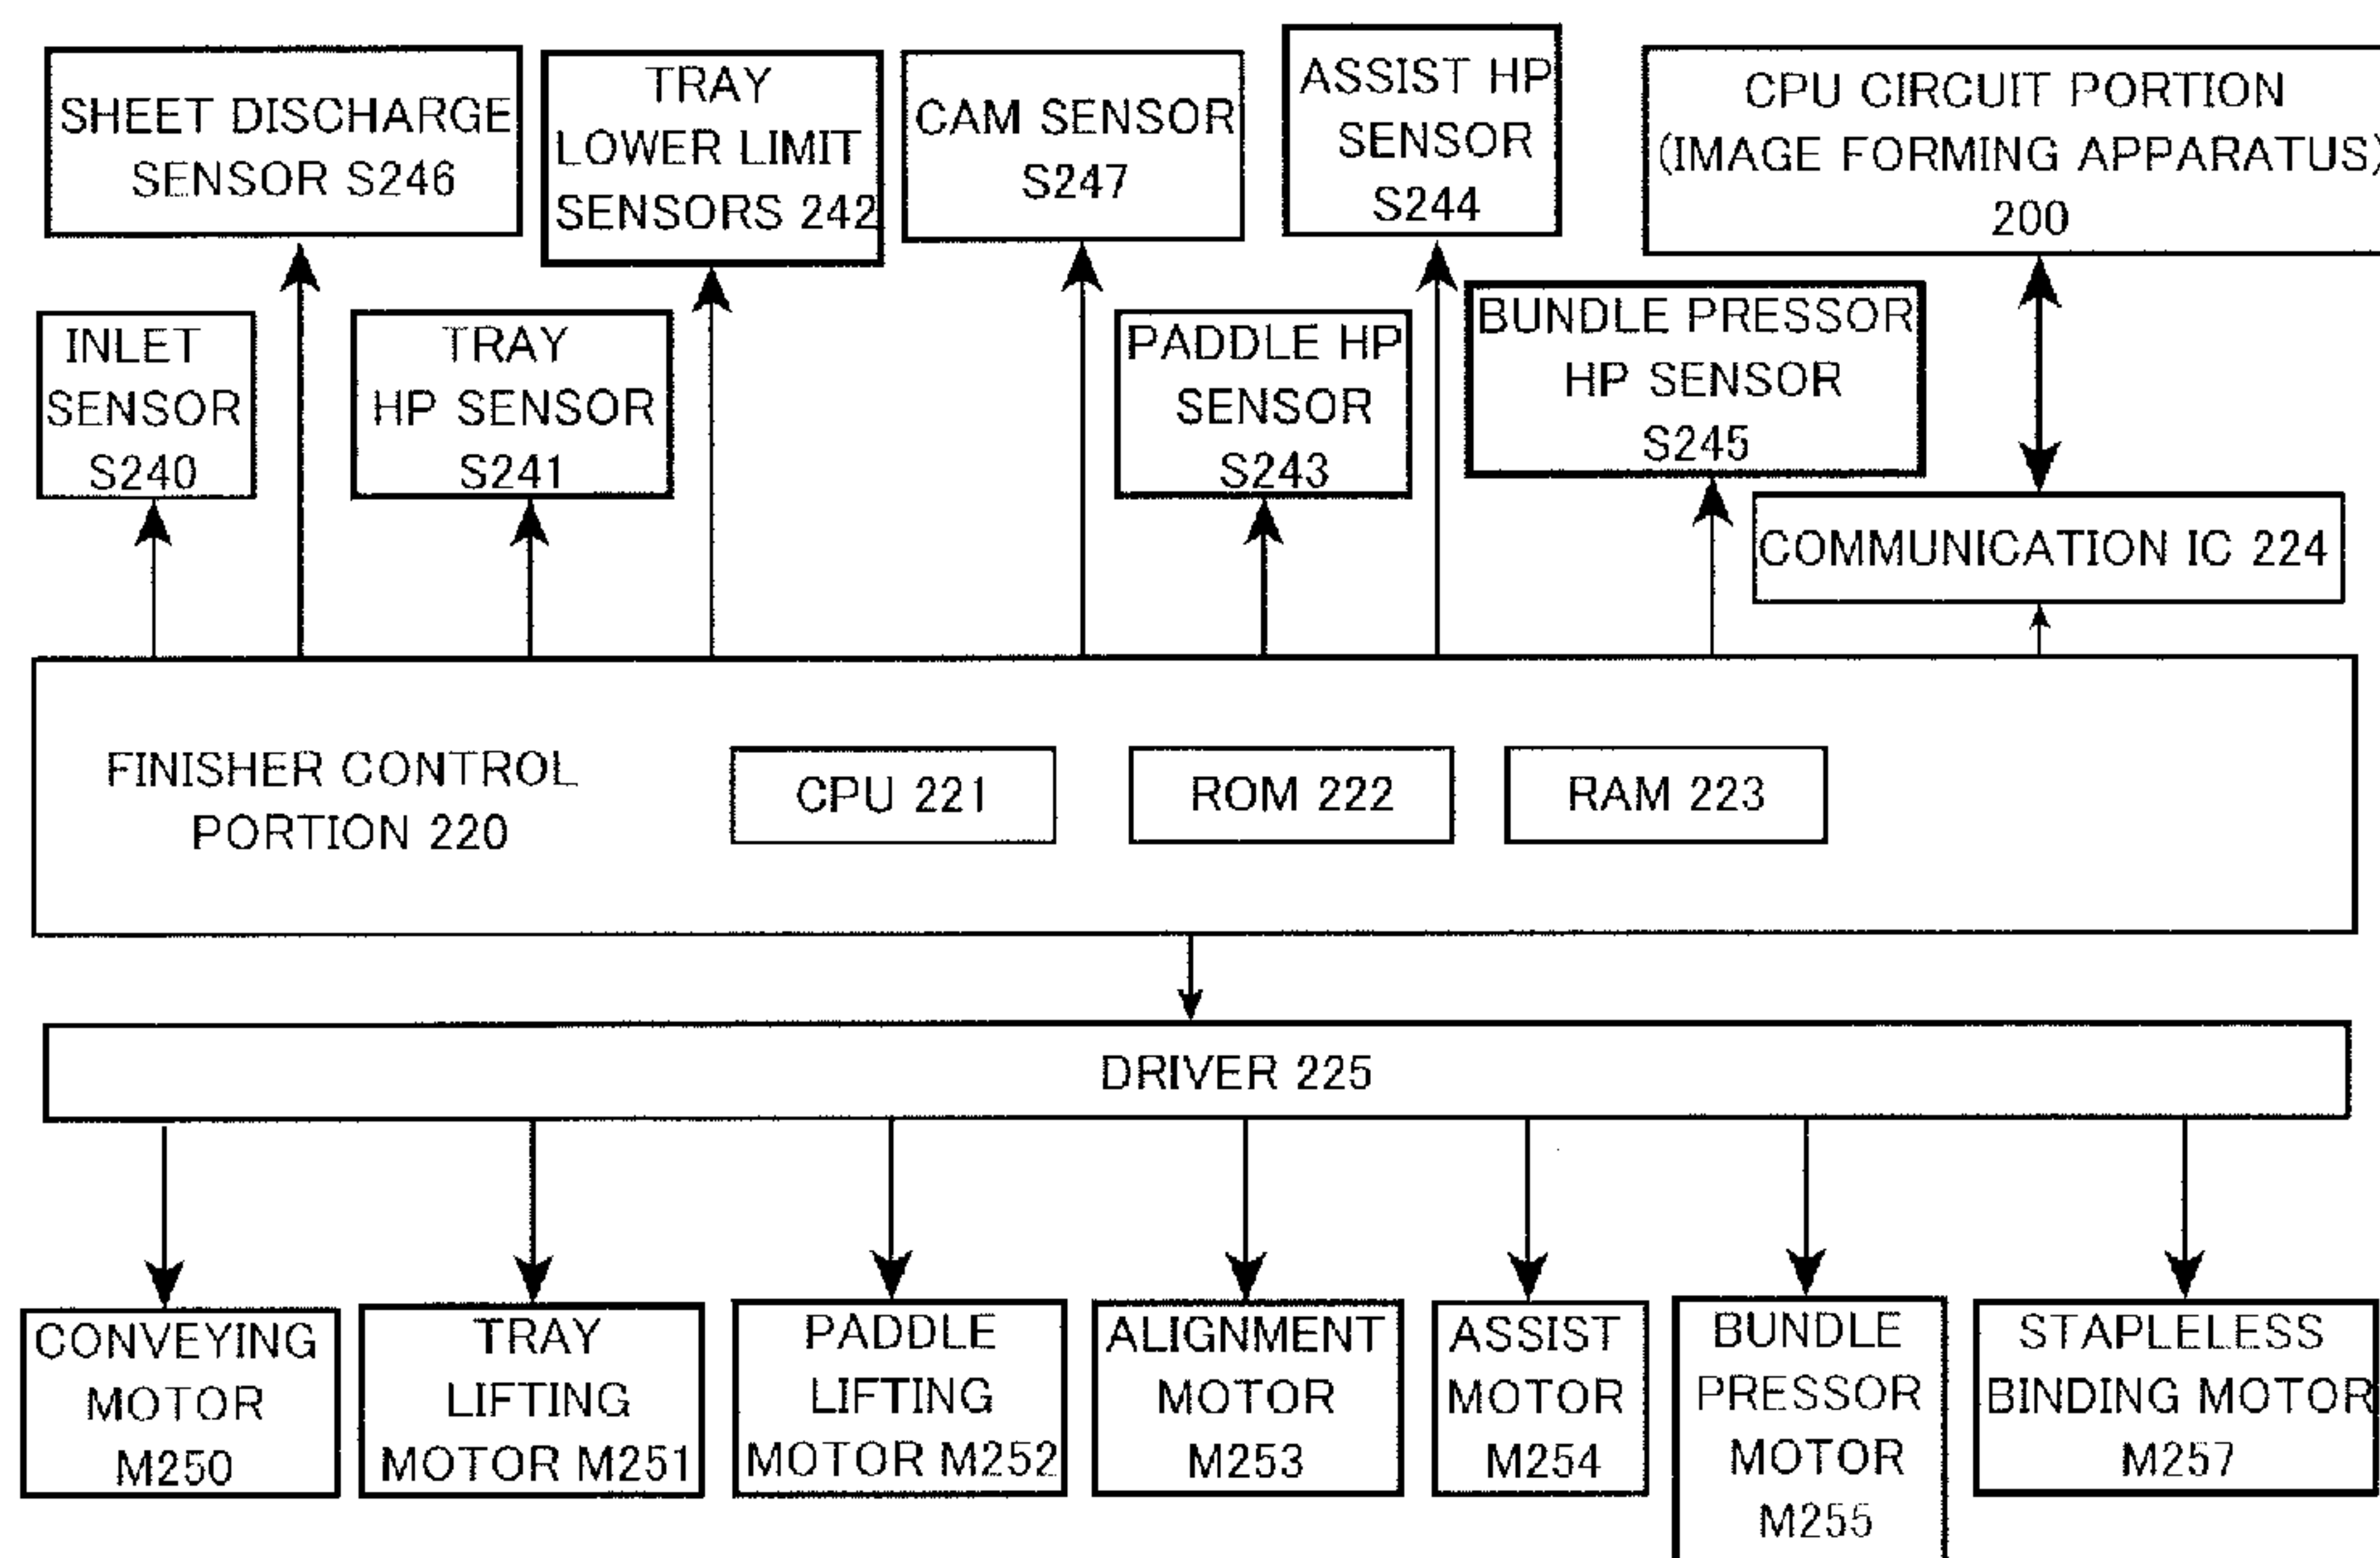 SHEET DISCHARGE
SENSOR S246
TRAY
LOWER LIMIT
SENSORS 242
CAM SENSOR
S247
ASSIST HP
SENSOR
S244
CPU CIRCUIT PORTION
(IMAGE FORMING APPARATUS)
200
INLET
SENSOR
S240
TRAY
HP SENSOR
S241
PADDLE HP
SENSOR
S243
BUNDLE PRESSOR
HP SENSOR
S245
COMMUNICATION IC 224
FINISHER CONTROL
PORTION 220
CPU 221
ROM 222
RAM 223
DRIVER 225
CONVEYING
MOTOR
M250
TRAY
LIFTING
MOTOR M251
PADDLE
LIFTING
MOTOR M252
ALIGNMENT
MOTOR
M253
ASSIST
MOTOR
M254
BUNDLE
PRESSOR
MOTOR
M255
STAPLELESS
BINDING MOTOR
M257